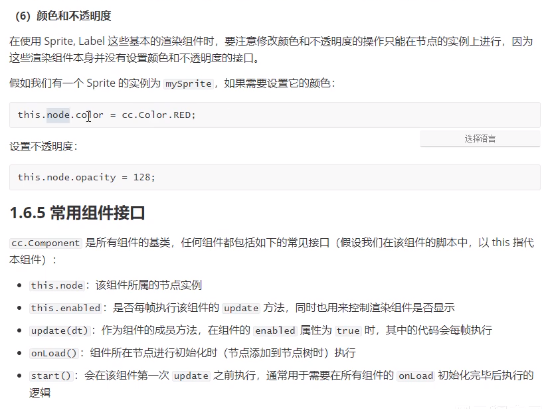 （6）颜色和不透明度
在使用 Sprite, Label 这些基本的渲染组件时，要注意修改颜色和不透明度的操作只能在节点的实例上进行，因为
这些渲染组件本身并没有设置颜色和不透明度的接口。
假如我们有一个 Sprite 的实例为 mySprite，如果需要设置它的颜色：
this.node.color = cc.Color.RED;
选择语言
设置不透明度：
this.node.opacity = 128;
1.6.5 常用组件接口
cc.Component 是所有组件的基类，任何组件都包括如下的常见接口（假设我们在该组件的脚本中，以 this 指代
本组件）：
• this.node：该组件所属的节点实例
• this.enabled：是否每帧执行该组件的 update 方法，同时也用来控制渲染组件是否显示
• update(dt)：作为组件的成员方法，在组件的 enabled 属性为 true 时，其中的代码会每帧执行
• onLoad()：组件所在节点进行初始化时（节点添加到节点树时）执行
• start()：会在该组件第一次 update 之前执行，通常用于需要在所有组件的 onLoad 初始化完毕后执行的
逻辑